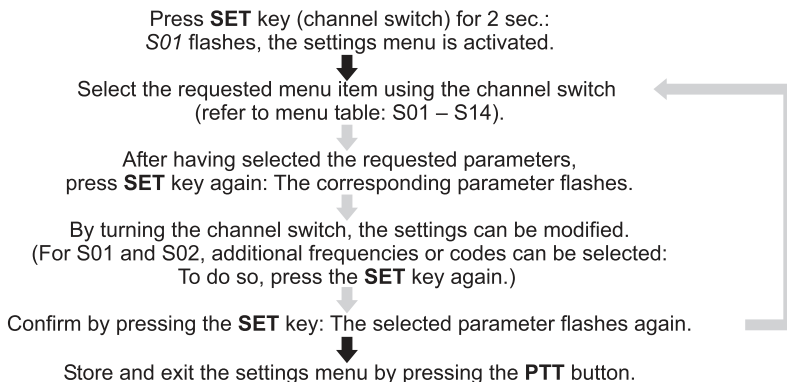 Press SET key (channel switch) for 2 sec.:
S01 flashes, the settings menu is activated.
Select the requested menu item using the channel switch
(refer to menu table: S01 – S14).
After having selected the requested parameters,
press SET key again: The corresponding parameter flashes.
By turning the channel switch, the settings can be modified.
(For S01 and S02, additional frequencies or codes can be selected:
To do so, press the SET key again.)
Confirm by pressing the SET key: The selected parameter flashes again.
Store and exit the settings menu by pressing the PTT button.